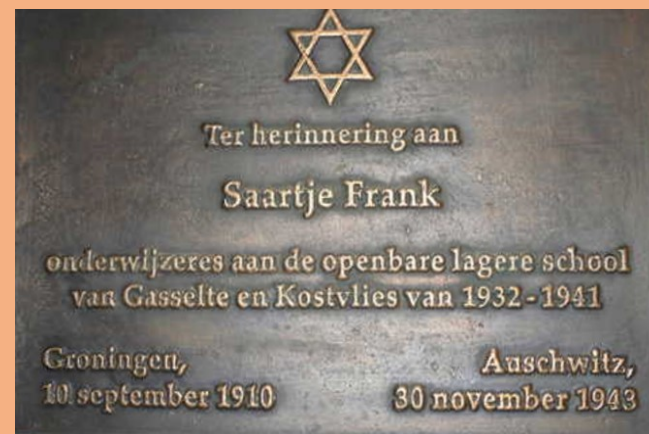 Ter herinnering aan
Saartje Frank
onderwijzeres aan de openbare lagere school
van Gasselte en Kostvlies van 1932-1941
Groningen,
10 september 1910
Auschwitz,
30 november 1943